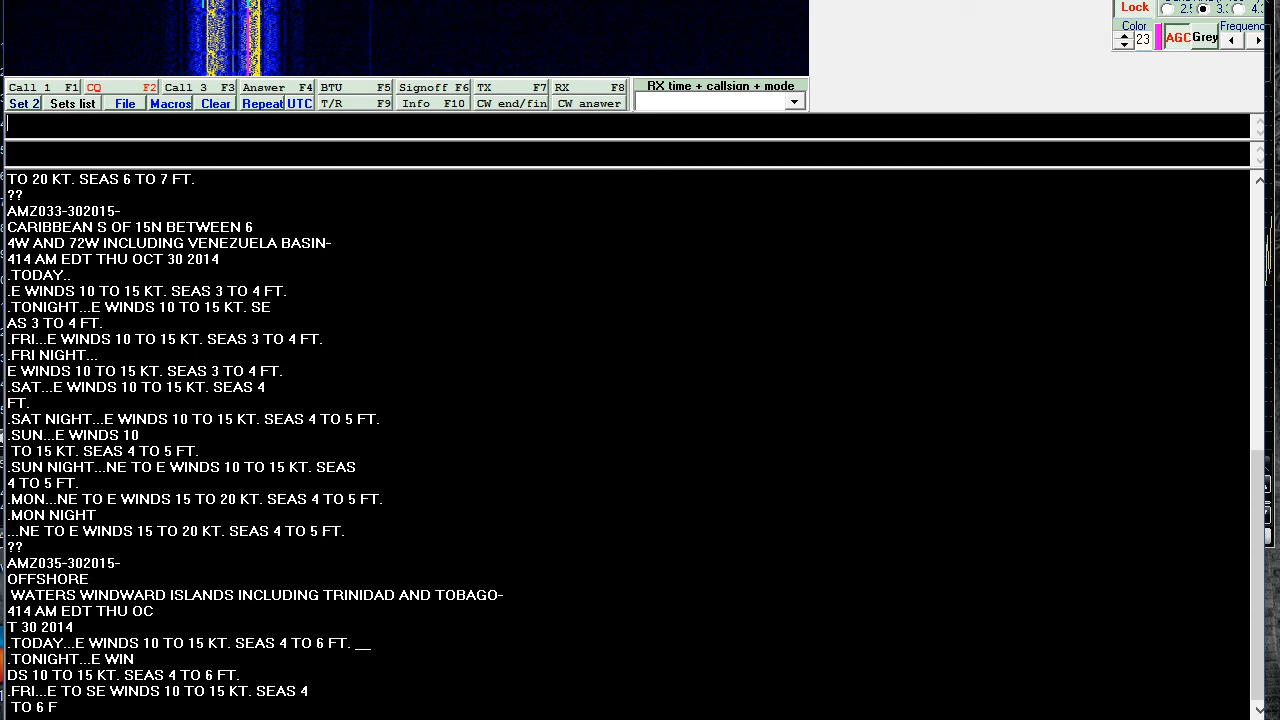 Lock 2.5 3. 4.
Color Frequenc
23 AGC Grey
Call 1 F1 CQ F2 Call 3 F3 Answer F4 BTU F5 Signoff F6 TX F7 RX F8 RX time + callsign + mode
Set 2 Sets list File Macros Clear Repeat UTC T/R F9 Info F10 CW end/fin CW answer
TO 20 KT. SEAS 6 TO 7 FT.
??
AMZ033-302015-
CARIBBEAN S OF 15N BETWEEN 6
4W AND 72W INCLUDING VENEZUELA BASIN-
414 AM EDT THU OCT 30 2014
.TODAY..
.E WINDS 10 TO 15 KT. SEAS 3 TO 4 FT.
.TONIGHT...E WINDS 10 TO 15 KT. SE
AS 3 TO 4 FT.
.FRI...E WINDS 10 TO 15 KT. SEAS 3 TO 4 FT.
.FRI NIGHT...
E WINDS 10 TO 15 KT. SEAS 3 TO 4 FT.
.SAT...E WINDS 10 TO 15 KT. SEAS 4
FT.
.SAT NIGHT...E WINDS 10 TO 15 KT. SEAS 4 TO 5 FT.
.SUN...E WINDS 10
TO 15 KT. SEAS 4 TO 5 FT.
.SUN NIGHT...NE TO E WINDS 10 TO 15 KT. SEAS
4 TO 5 FT.
.MON...NE TO E WINDS 15 TO 20 KT. SEAS 4 TO 5 FT.
.MON NIGHT
...NE TO E WINDS 15 TO 20 KT. SEAS 4 TO 5 FT.
??
AMZ035-302015-
OFFSHORE
WATERS WINDWARD ISLANDS INCLUDING TRINIDAD AND TOBAGO-
414 AM EDT THU OC
T 30 2014
.TODAY...E WINDS 10 TO 15 KT. SEAS 4 TO 6 FT. __
.TONIGHT...E WIN
DS 10 TO 15 KT. SEAS 4 TO 6 FT.
.FRI...E TO SE WINDS 10 TO 15 KT. SEAS 4
TO 6 F